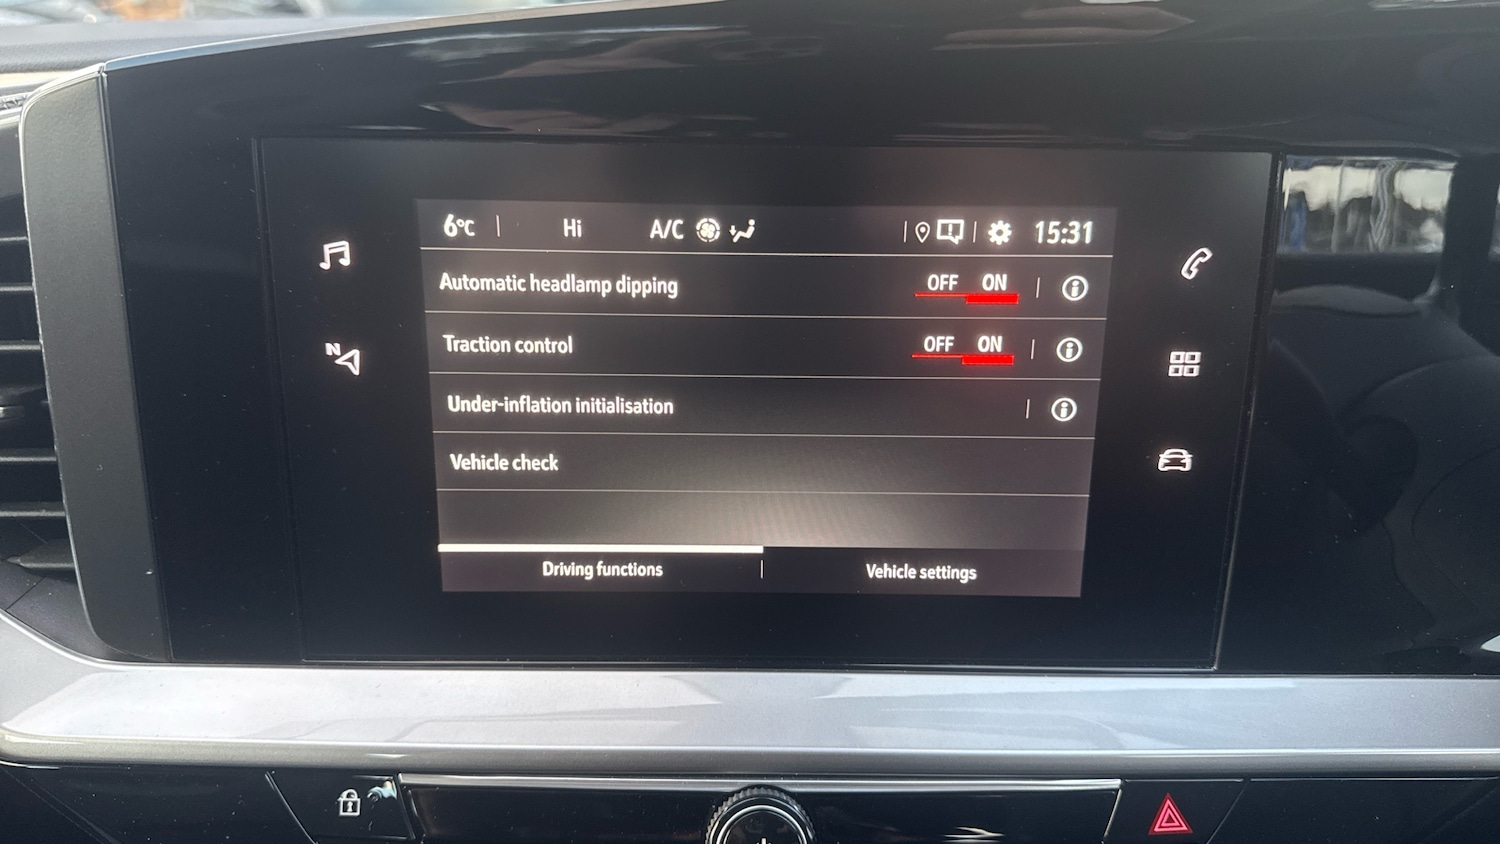 6°C Hi A/C 15:31
Automatic headlamp dipping OFF ON
N
Traction control OFF ON
Under-inflation initialisation
Vehicle check
Driving functions Vehicle settings